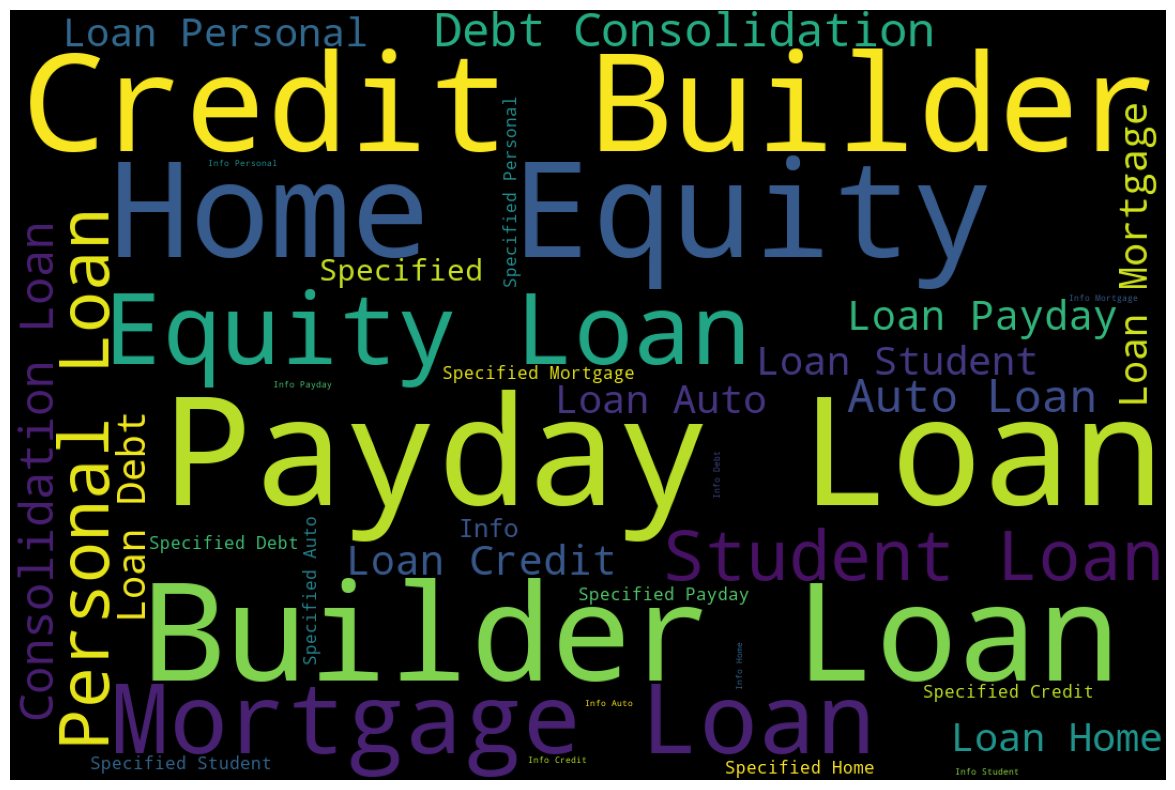 Loan Personal
Debt Consolidation
Credit Builder
Loan Mortgage
Info Personal
Specified Personal
Home Equity
Personal Loan
Consolidation Loan
Specified
Equity Loan
Info Mortgage
Loan Payday
Loan Student
Specified Mortgage
Info Payday
Loan Auto
Auto Loan
Payday Loan
Loan Debt
Info Debt
Info
Specified Auto
Specified Debt
Loan Credit
Student Loan
Specified Payday
Builder Loan
Info Home
Mortgage Loan
Specified Credit
Info Auto
Loan Home
Specified Student
Info Credit
Specified Home
Info Student